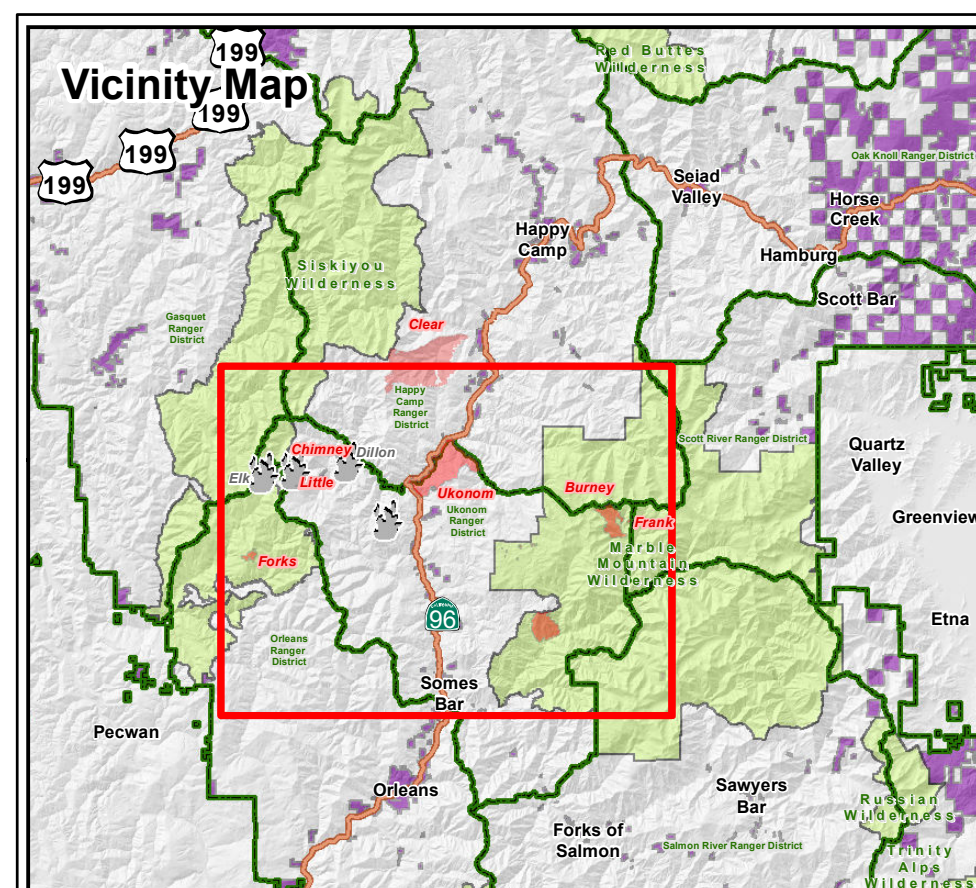 199
Vicinity Map
199
199
199
Red Buttes
Wilderness
Oak Knoll Ranger District
Seiad
Valley
Horse
Creek
Happy
Camp
Hamburg
Siskiyou
Wilderness
Scott Bar
Gasquet
Ranger
District
Clear
Happy
Camp
Ranger
District
Scott River Ranger District
Quartz
Valley
Chimney
Dillon
Elk
Little
Ukonom
Burney
Ukonom
Ranger
District
Frank
Greenview
Marble
Mountain
Wilderness
Forks
96
Etna
Orleans
Ranger
District
Somes
Bar
Pecwan
Orleans
Sawyers
Bar
Russian
Wilderness
Forks of
Salmon
Salmon River Ranger District
Trinity
Alps
Wilderness